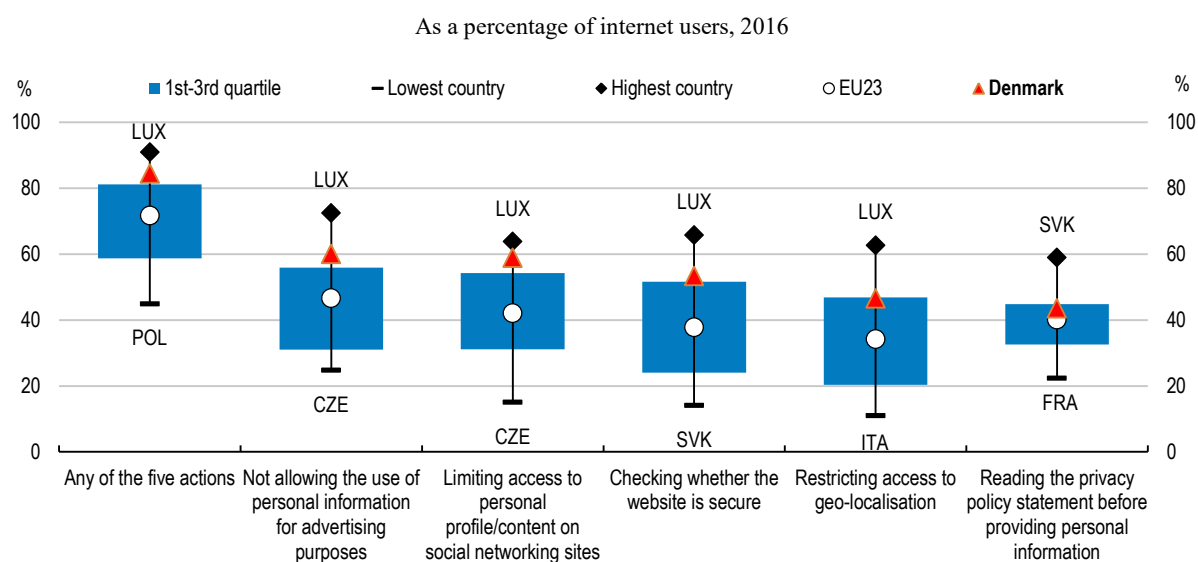 As a percentage of internet users, 2016
% 1st-3rd quartile Lowest country Highest country EU23 Denmark %
100 LUX 100
80 LUX LUX LUX LUX SVK 80
60 60
40 POL 40
20 CZE CZE SVK ITA FRA 20
0 0
Any of the five actions
Not allowing the use of
personal information
for advertising
purposes
Limiting access to
personal
profile/content on
social networking sites
Checking whether the
website is secure
Restricting access to
geo-localisation
Reading the privacy
policy statement before
providing personal
information